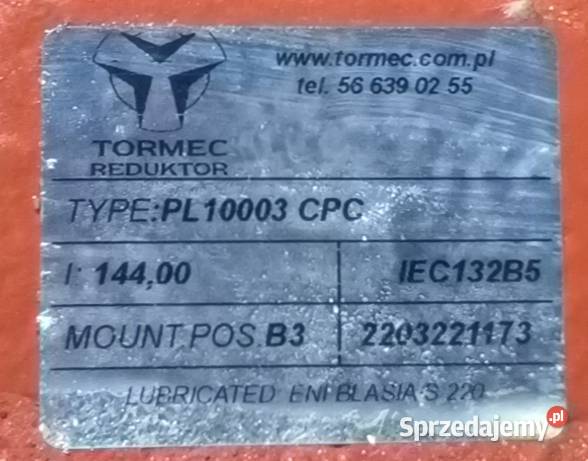 www.tormec.com.pl
tel. 56 639 02 55
TORMEC
REDUKTOR
TYPE:PL10003 CPC
I: 144,00 IEC132B5
MOUNT.POS.B3 2203221173
LUBRICATED ENI BLASIA S 220
Sprzedajemy.pl